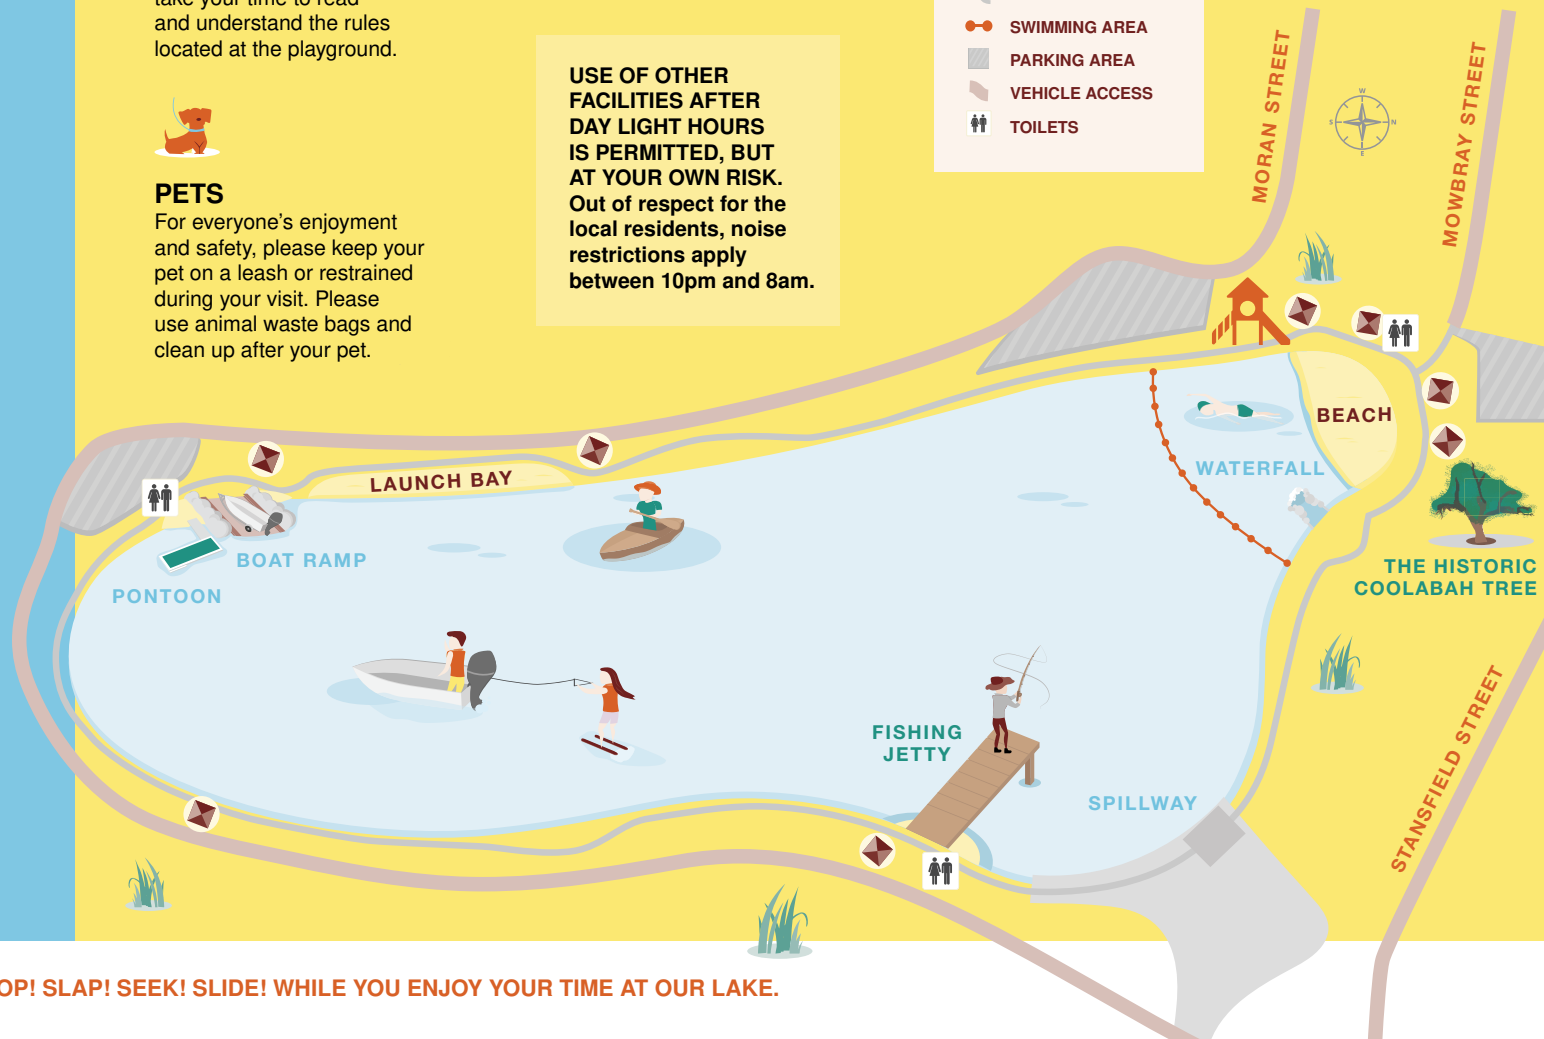 take your time to read
and understand the rules
located at the playground.
PETS
For everyone's enjoyment
and safety, please keep your
pet on a leash or restrained
during your visit. Please
use animal waste bags and
clean up after your pet.
USE OF OTHER
FACILITIES AFTER
DAY LIGHT HOURS
IS PERMITTED, BUT
AT YOUR OWN RISK.
Out of respect for the
local residents, noise
restrictions apply
between 10pm and 8am.
SWIMMING AREA
PARKING AREA
VEHICLE ACCESS
TOILETS
MORAN STREET
MOWBRAY STREET
W
S
N
E
BEACH
WATERFALL
LAUNCH BAY
BOAT RAMP
PONTOON
THE HISTORIC
COOLABAH TREE
FISHING
JETTY
SPILLWAY
STANSFIELD STREET
OP! SLAP! SEEK! SLIDE! WHILE YOU ENJOY YOUR TIME AT OUR LAKE.